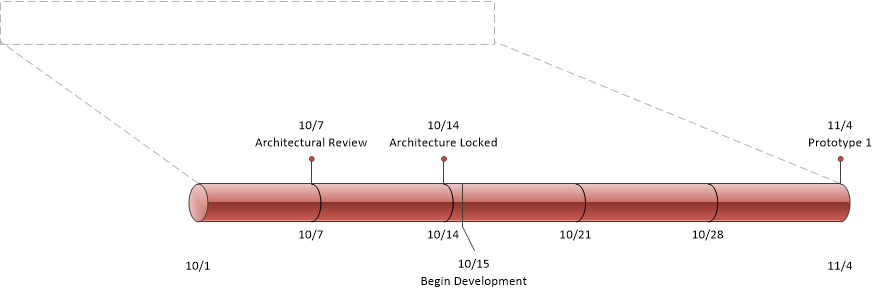 10/7
Architectural Review
10/14
Architecture Locked
11/4
Prototype 1
10/7
10/14
10/21
10/28
10/1
10/15
Begin Development
11/4